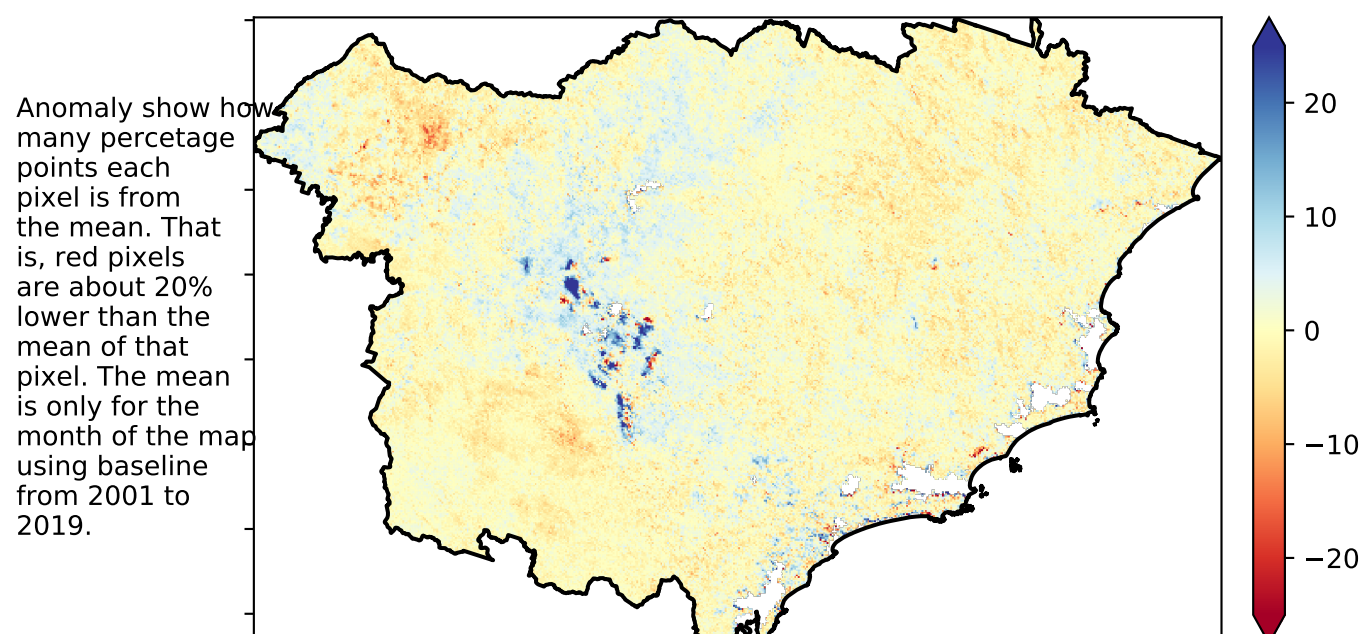 Anomaly show how
many percetage
points each
pixel is from
the mean. That
is, red pixels
are about 20%
lower than the
mean of that
pixel. The mean
is only for the
month of the map
using baseline
from 2001 to
2019.
20
10
0
−10
−20